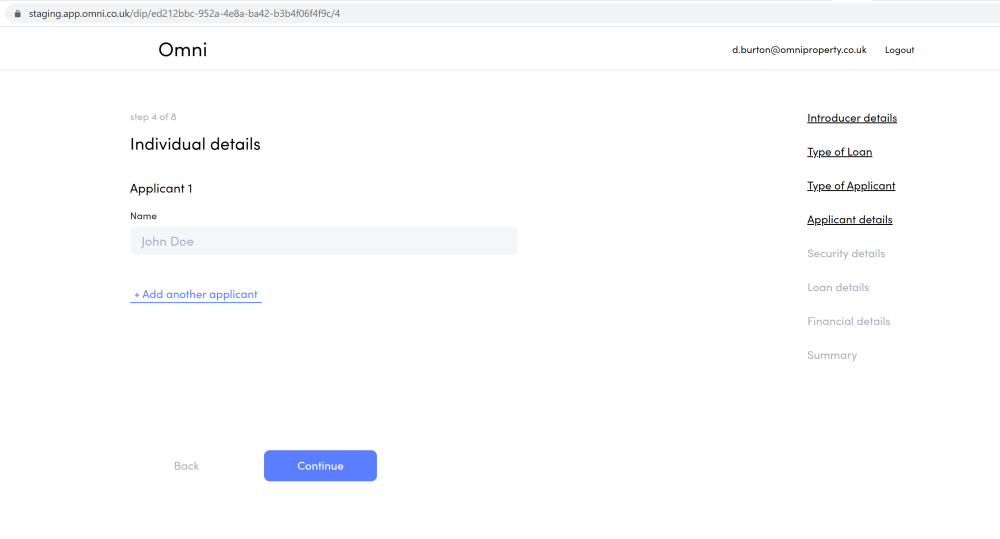 staging.app.omni.co.uk/dip/ed212bbc-952a-4e8a-ba42-b3b4f06f4f9c/4
Omni
d.burton@omniproperty.co.uk Logout
step 4 of 8
Individual details
Applicant 1
Name
John Doe
+ Add another applicant
Back
Continue
Introducer details
Type of Loan
Type of Applicant
Applicant details
Security details
Loan details
Financial details
Summary